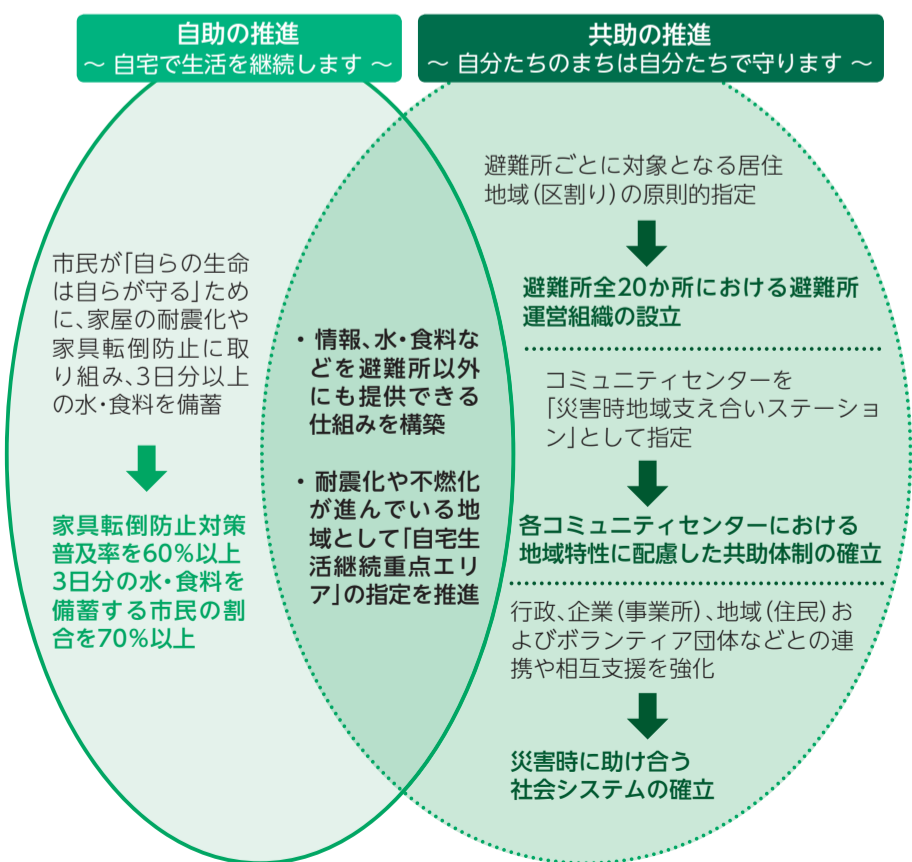 自助の推進
～ 自宅で生活を継続します ～
共助の推進
～ 自分たちのまちは自分たちで守ります ～
市民が「自らの生命
は自らが守る」ため
に、家屋の耐震化や
家具転倒防止に取
り組み、3日分以上
の水・食料を備蓄
家具転倒防止対策
普及率を60％以上
3日分の水・食料を
備蓄する市民の割
合を70％以上
・ 情報、水・食料な
どを避難所以外
にも提供できる
仕組みを構築
・ 耐震化や不燃化
が進んでいる地
域として「自宅生
活継続重点エリ
ア」の指定を推進
避難所ごとに対象となる居住
地域（区割り）の原則的指定
避難所全20か所における避難所
運営組織の設立
コミュニティセンターを
「災害時地域支え合いステーショ
ン」として指定
各コミュニティセンターにおける
地域特性に配慮した共助体制の確立
行政、企業（事業所）、地域（住民）お
よびボランティア団体などとの連
携や相互支援を強化
災害時に助け合う
社会システムの確立